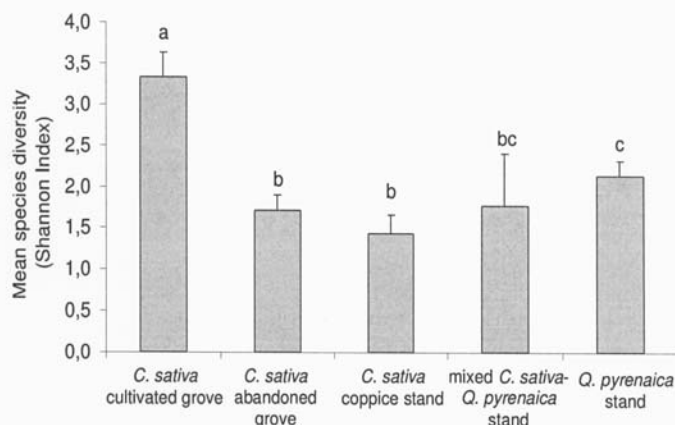 4,0
3,5
3,0
2,5
2,0
1,5
1,0
0,5
0,0
Mean species diversity
(Shannon Index)
a
b
b
bc
c
C. sativa
cultivated grove
C. sativa
abandoned
grove
C. sativa
coppice stand
mixed C. sativa-
Q. pyrenaica
stand
Q. pyrenaica
stand